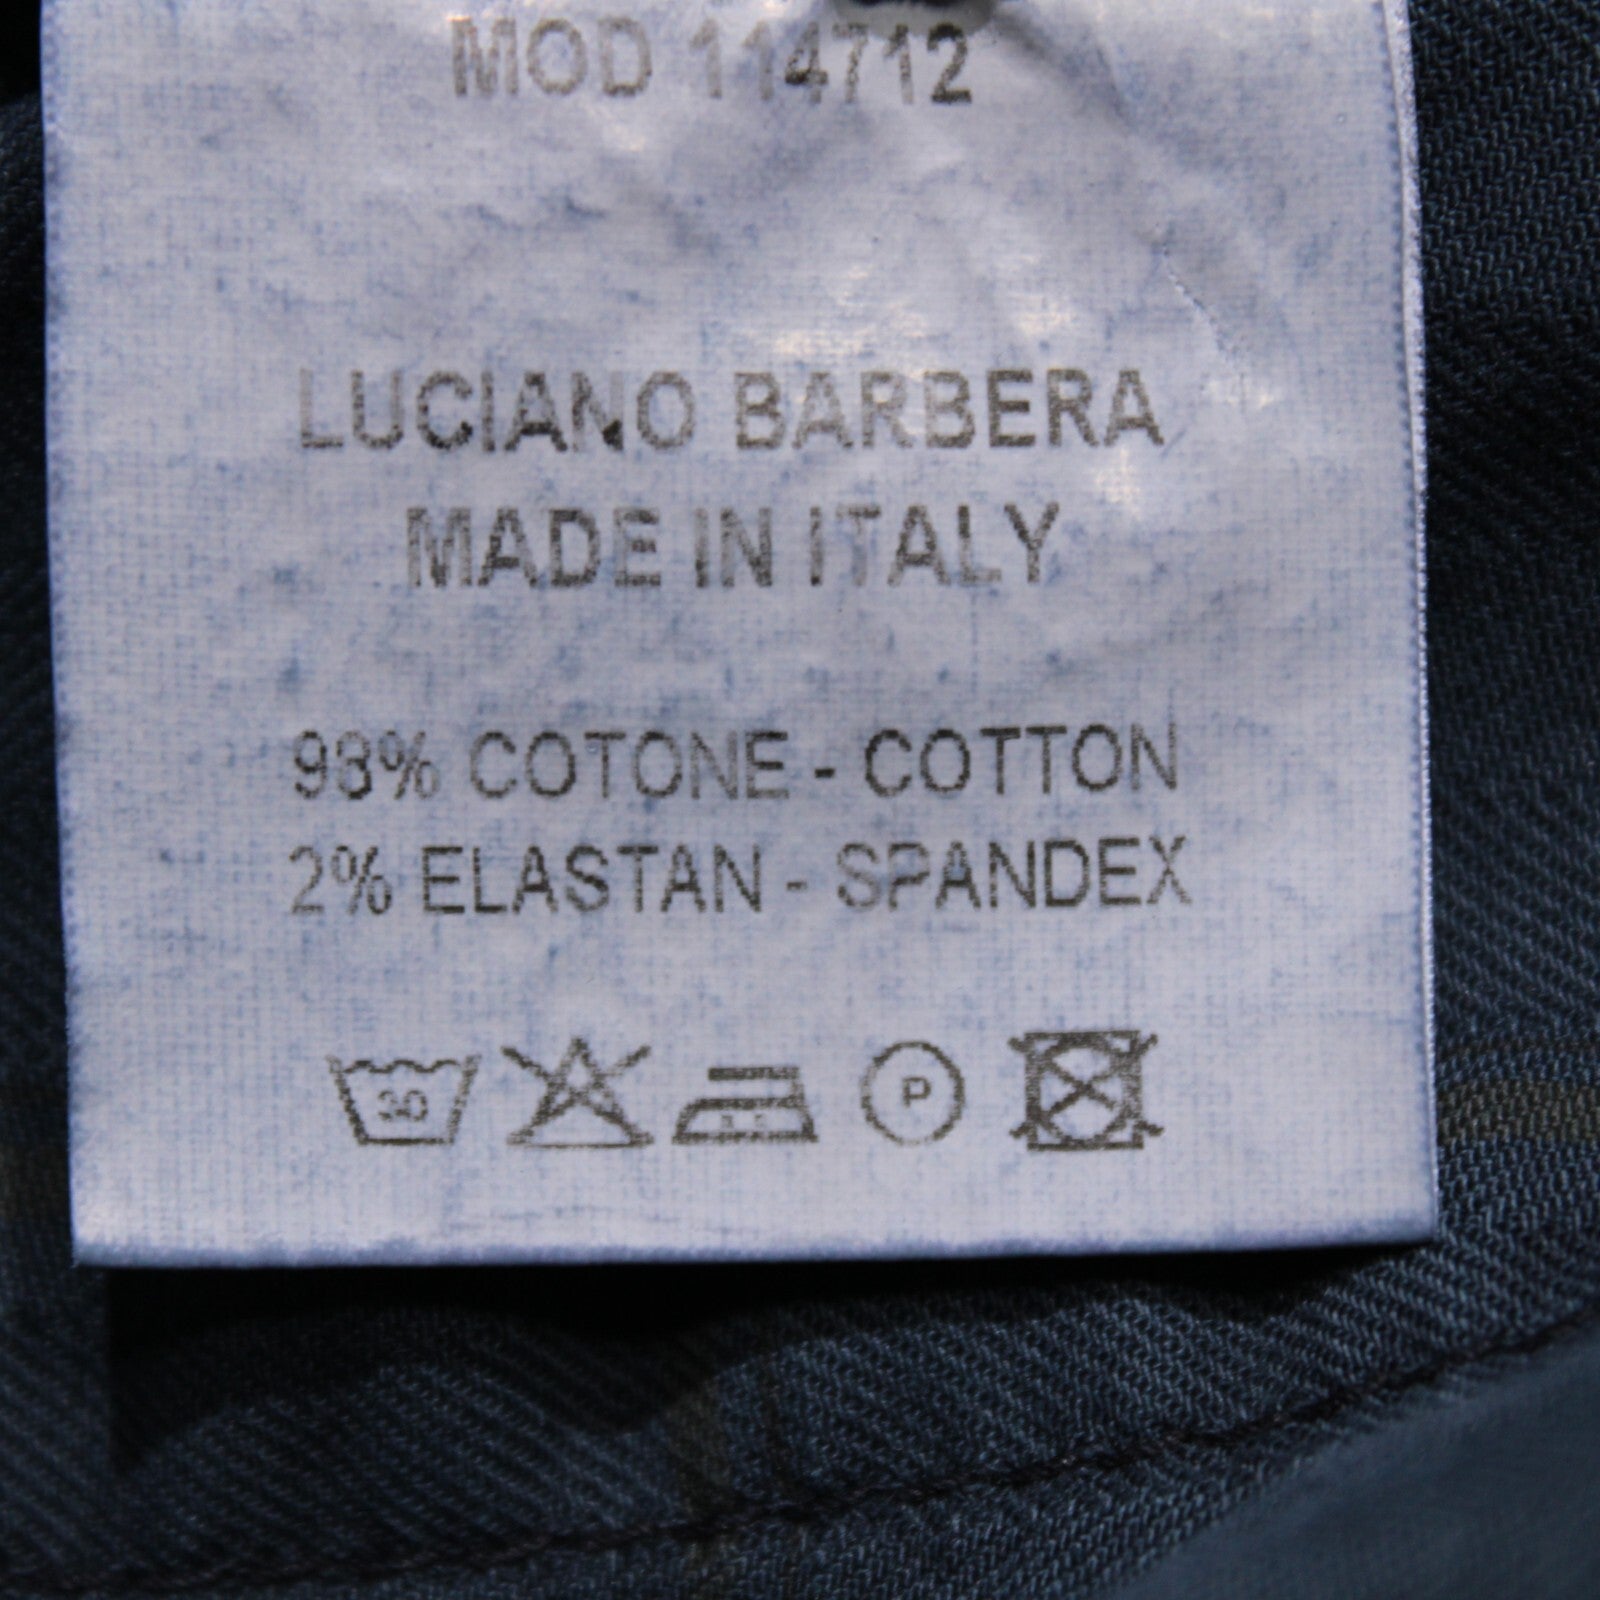 MOD 114712
LUCIANO BARBERA
MADE IN ITALY
98% COTONE - COTTON
2% ELASTAN - SPANDEX
30 P